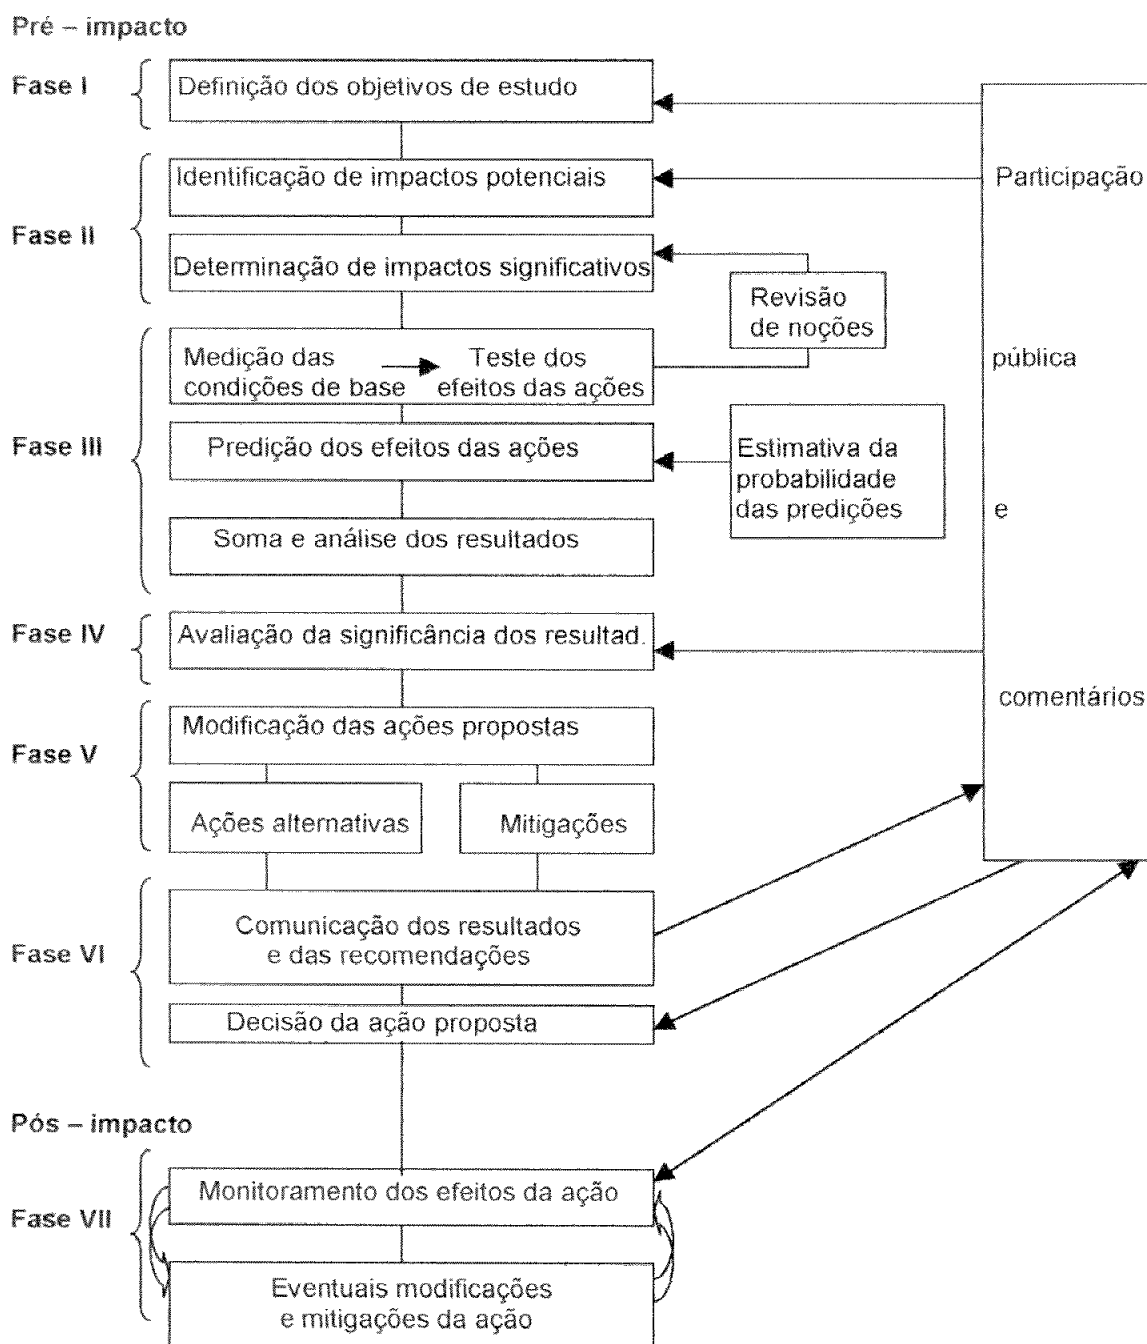 Pré – impacto
Fase I
Definição dos objetivos de estudo
Fase II
Identificação de impactos potenciais
Determinação de impactos significativos
Revisão
de noções
Fase III
Medição das
condições de base
Teste dos
efeitos das ações
Predição dos efeitos das ações
Estimativa da
probabilidade
das predições
Soma e análise dos resultados
Fase IV
Avaliação da significância dos resultad.
Fase V
Modificação das ações propostas
Ações alternativas
Mitigações
Fase VI
Comunicação dos resultados
e das recomendações
Decisão da ação proposta
Participação
pública
e
comentários
Pós – impacto
Fase VII
Monitoramento dos efeitos da ação
Eventuais modificações
e mitigações da ação